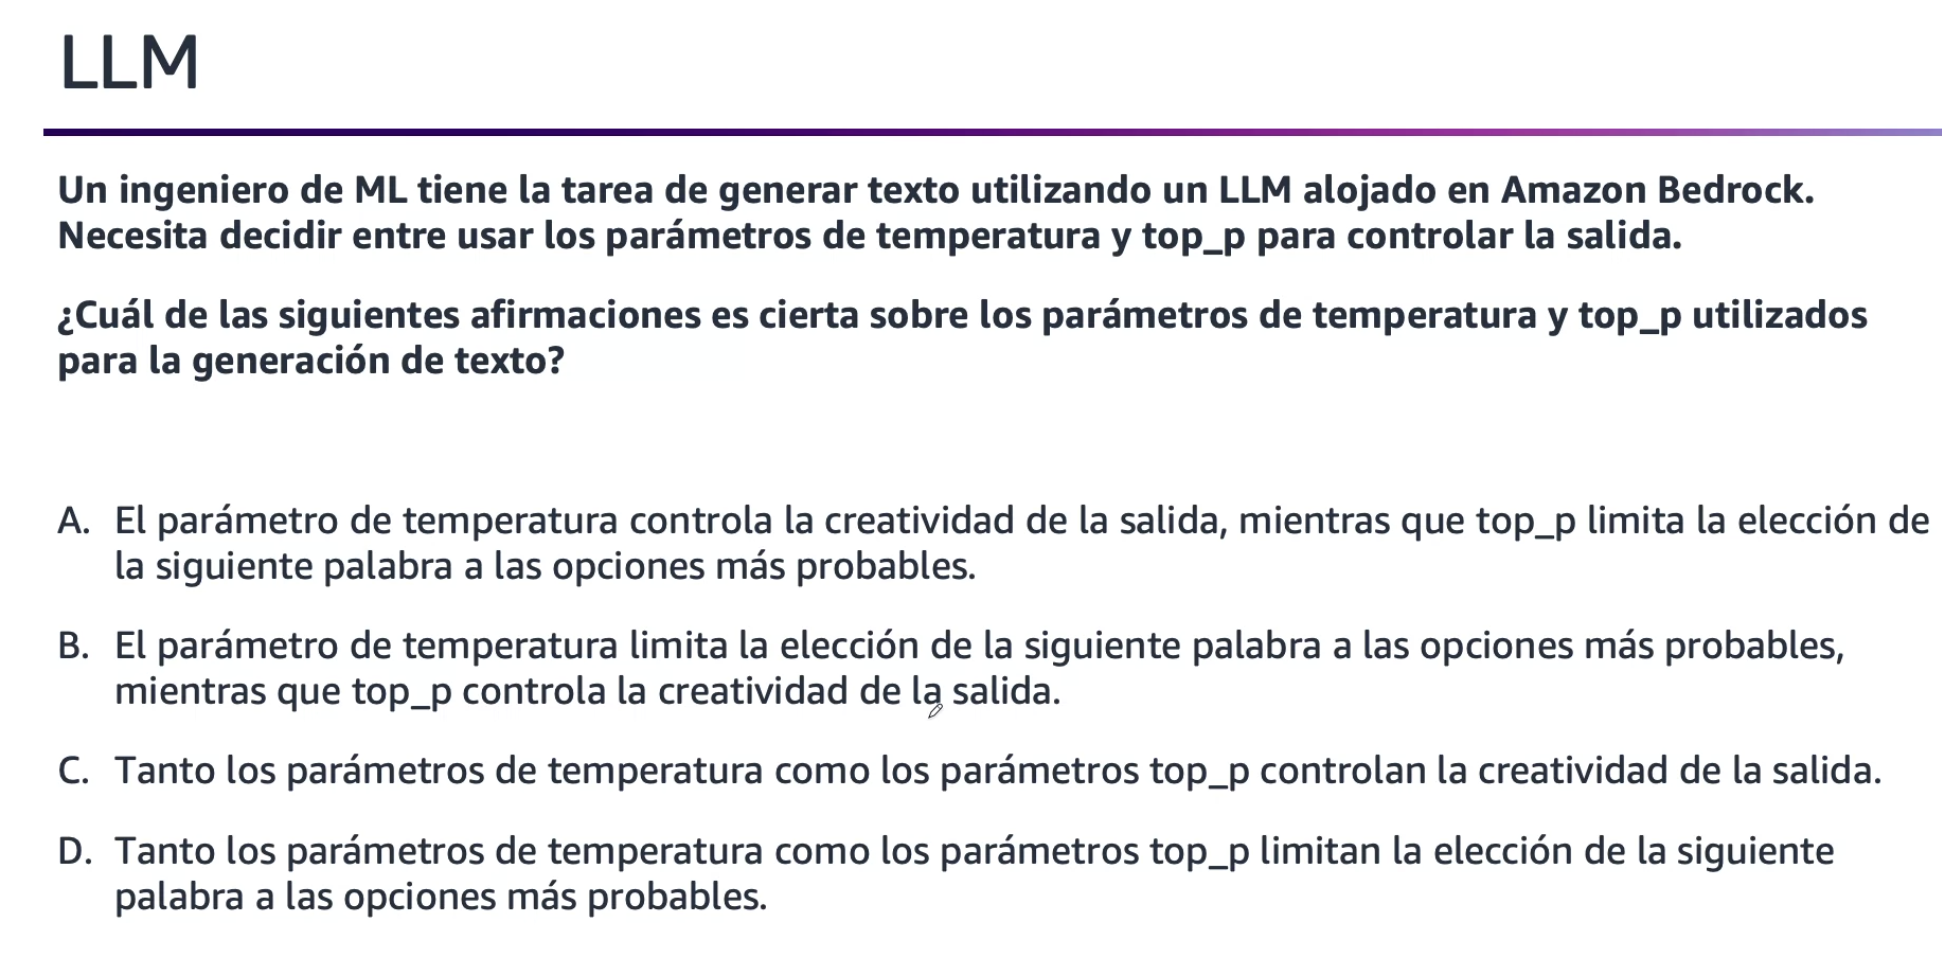 LLM
Un ingeniero de ML tiene la tarea de generar texto utilizando un LLM alojado en Amazon Bedrock.
Necesita decidir entre usar los parámetros de temperatura y top_p para controlar la salida.
¿Cuál de las siguientes afirmaciones es cierta sobre los parámetros de temperatura y top_p utilizados
para la generación de texto?
A. El parámetro de temperatura controla la creatividad de la salida, mientras que top_p limita la elección de
la siguiente palabra a las opciones más probables.
B. El parámetro de temperatura limita la elección de la siguiente palabra a las opciones más probables,
mientras que top_p controla la creatividad de la salida.
C. Tanto los parámetros de temperatura como los parámetros top_p controlan la creatividad de la salida.
D. Tanto los parámetros de temperatura como los parámetros top_p limitan la elección de la siguiente
palabra a las opciones más probables.